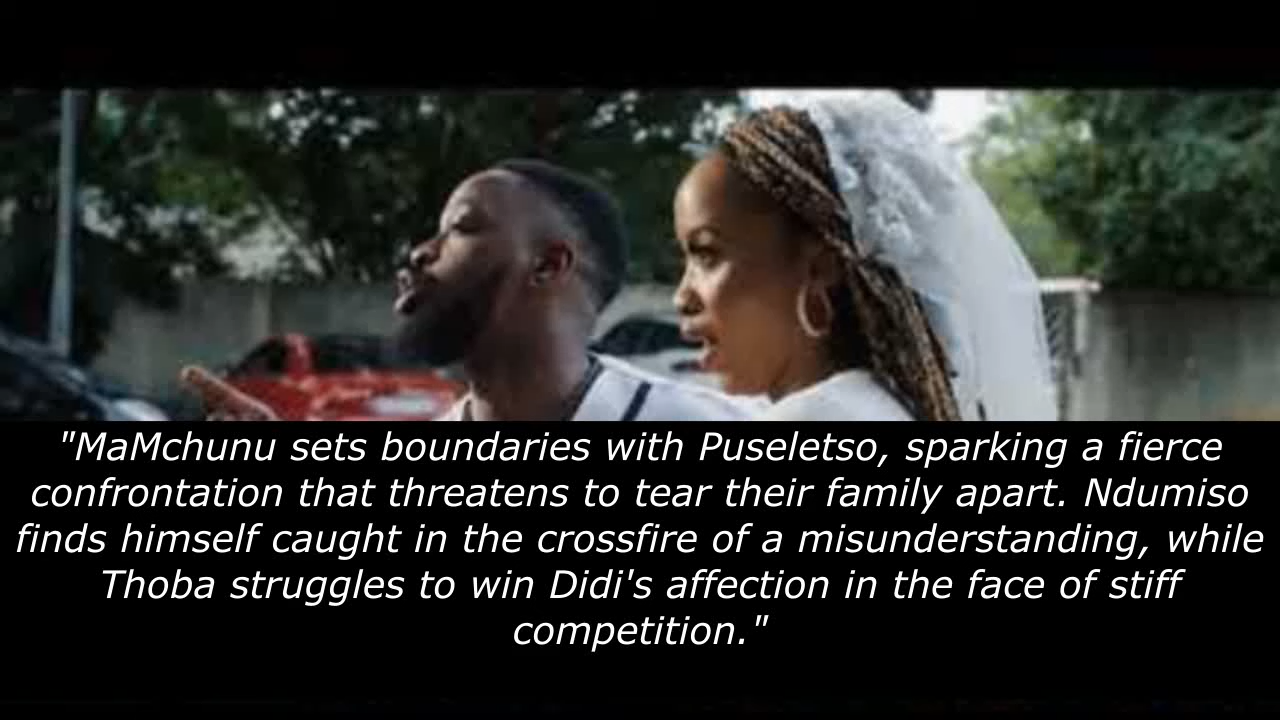 "MaMchunu sets boundaries with Puseletso, sparking a fierce
confrontation that threatens to tear their family apart. Ndumiso
finds himself caught in the crossfire of a misunderstanding, while
Thoba struggles to win Didi's affection in the face of stiff
competition."